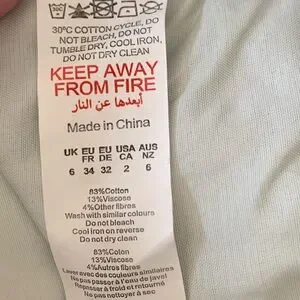 30°C COTTON CYCLE, DO
NOT BLEACH, DO NOT
TUMBLE DRY, COOL IRON,
DO NOT DRY CLEAN
KEEP AWAY
FROM FIRE
أبعدها عن النار
Made in China
UK EU EU USA AUS
FR DE CA NZ
6 34 32 2 6
83%Cotton
13%Viscose
4%Other fibres
Wash with similar colours
Do not bleach
Cool iron on reverse
Do not dry clean
83%Coton
13%Viscose
4%Autres fibres
Laver avec des couleurs similaires
Ne pas utiliser de javel
Repasser à froid et retourné
Ne pas nettoyer à sec